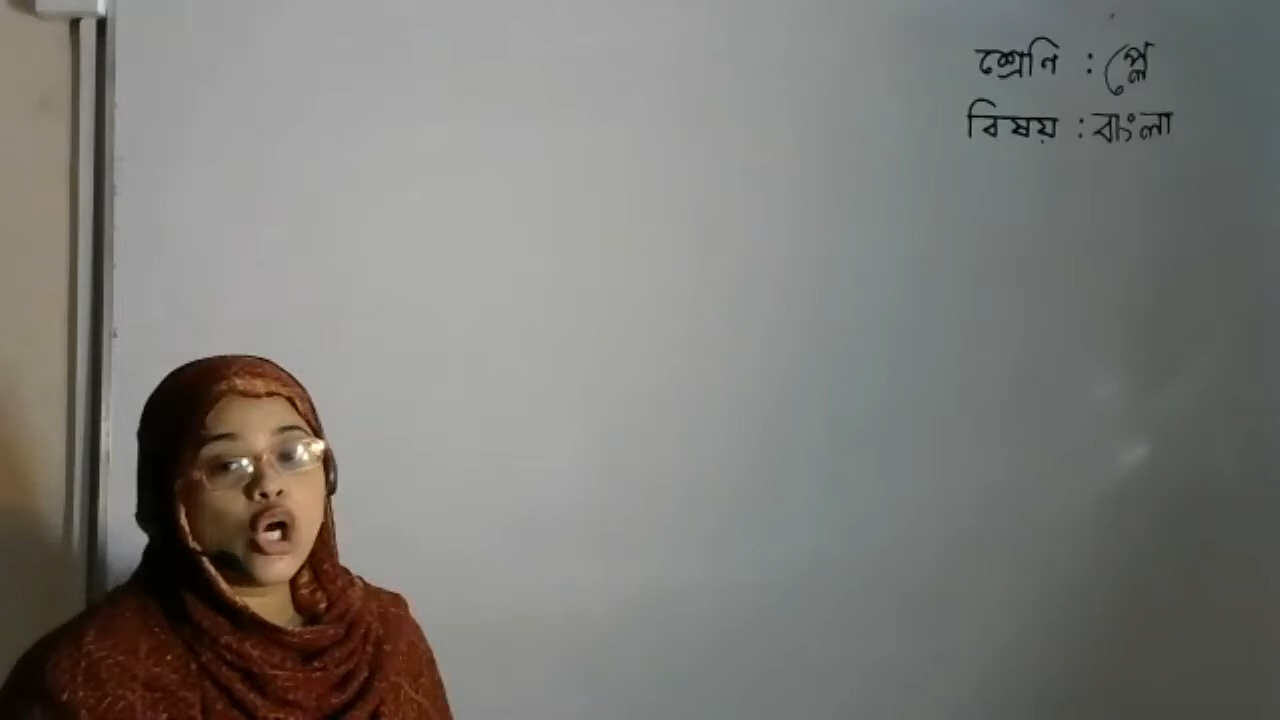 শ্রেনি : প্লে
বিষয় : বাংলা